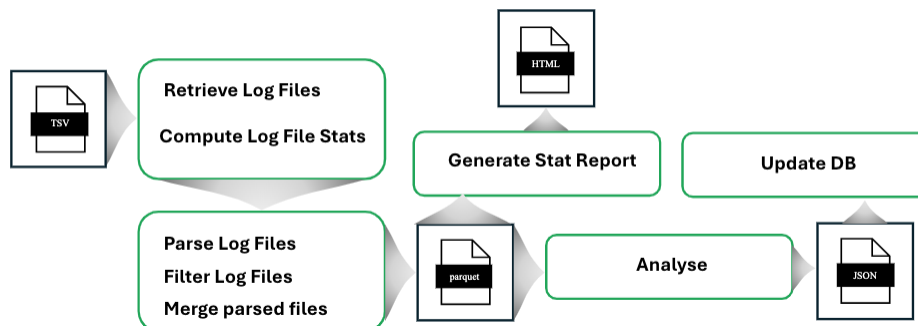 TSV
Retrieve Log Files
Compute Log File Stats
Parse Log Files
Filter Log Files
Merge parsed files
parquet
Generate Stat Report
HTML
Analyse
JSON
Update DB